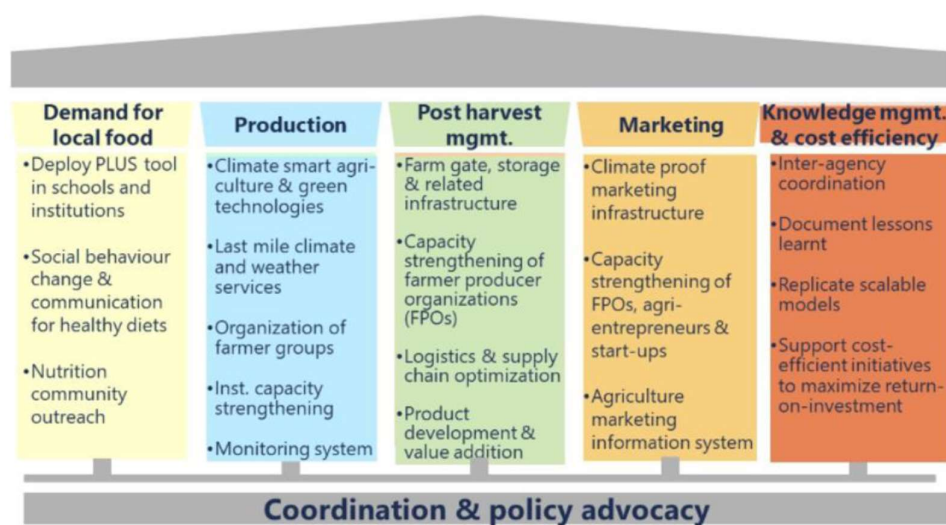 Demand for
local food
•Deploy PLUS tool
in schools and
institutions
•Social behaviour
change &
communication
for healthy diets
•Nutrition
community
outreach
Production
•Climate smart agri-
culture & green
technologies
•Last mile climate
and weather
services
•Organization of
farmer groups
•Inst. capacity
strengthening
•Monitoring system
Post harvest
mgmt.
•Farm gate, storage
& related
infrastructure
•Capacity
strengthening of
farmer producer
organizations
(FPOs)
•Logistics & supply
chain optimization
•Product
development &
value addition
Marketing
•Climate proof
marketing
infrastructure
•Capacity
strengthening of
FPOs, agri-
entrepreneurs &
start-ups
•Agriculture
marketing
information system
Knowledge mgmt.
& cost efficiency
•Inter-agency
coordination
•Document lessons
learnt
•Replicate scalable
models
•Support cost-
efficient initiatives
to maximize return-
on-investment
Coordination & policy advocacy